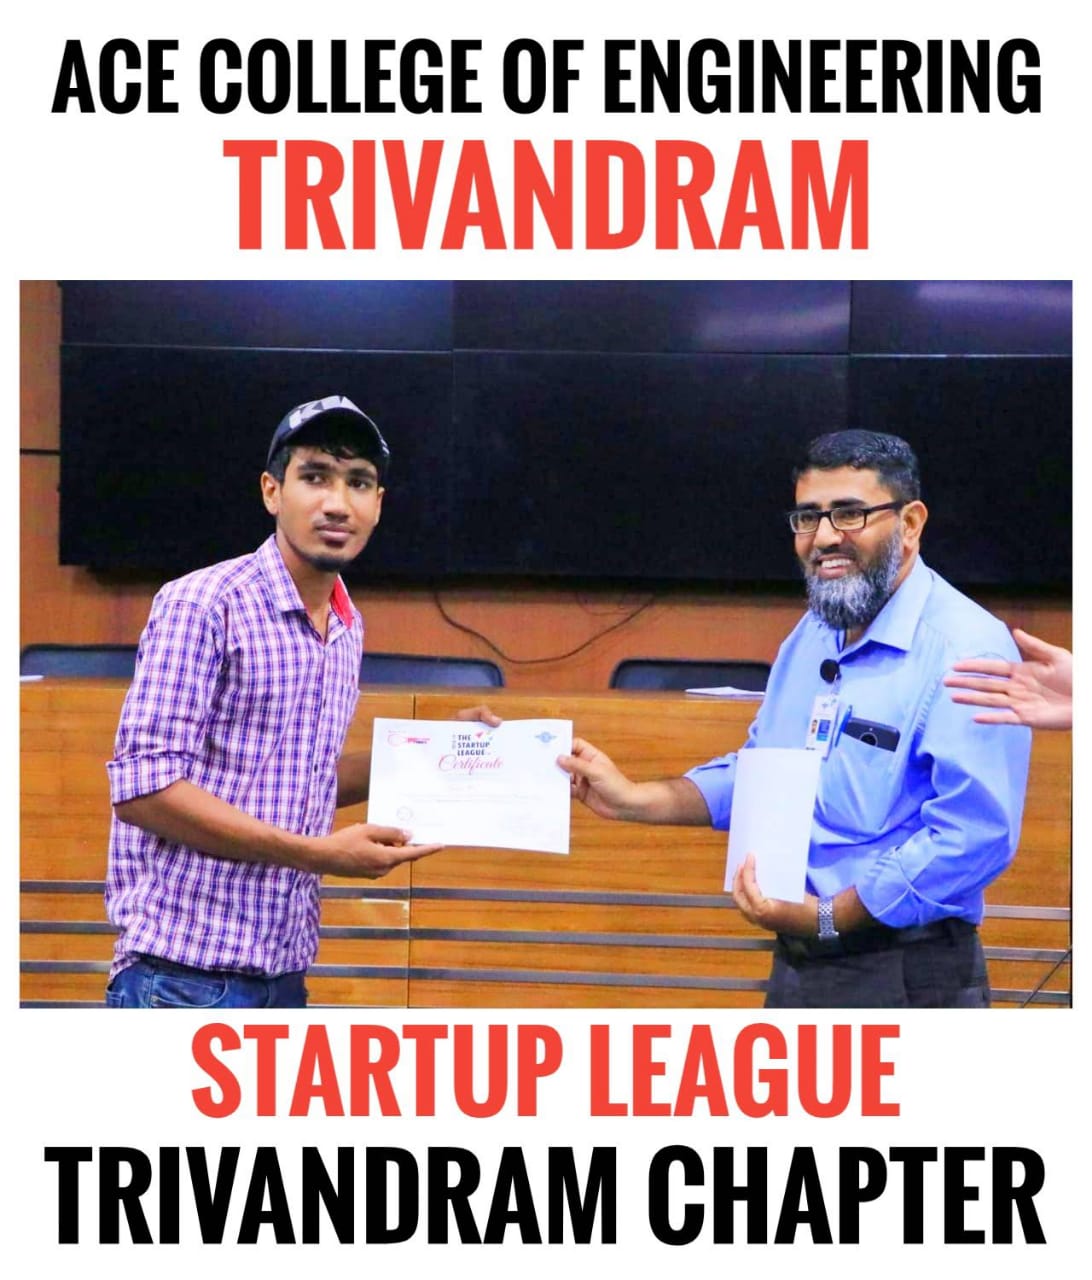 ACE COLLEGE OF ENGINEERING
TRIVANDRAM
THE
STARTUP
LEAGUE
Certificate
STARTUP LEAGUE
TRIVANDRAM CHAPTER